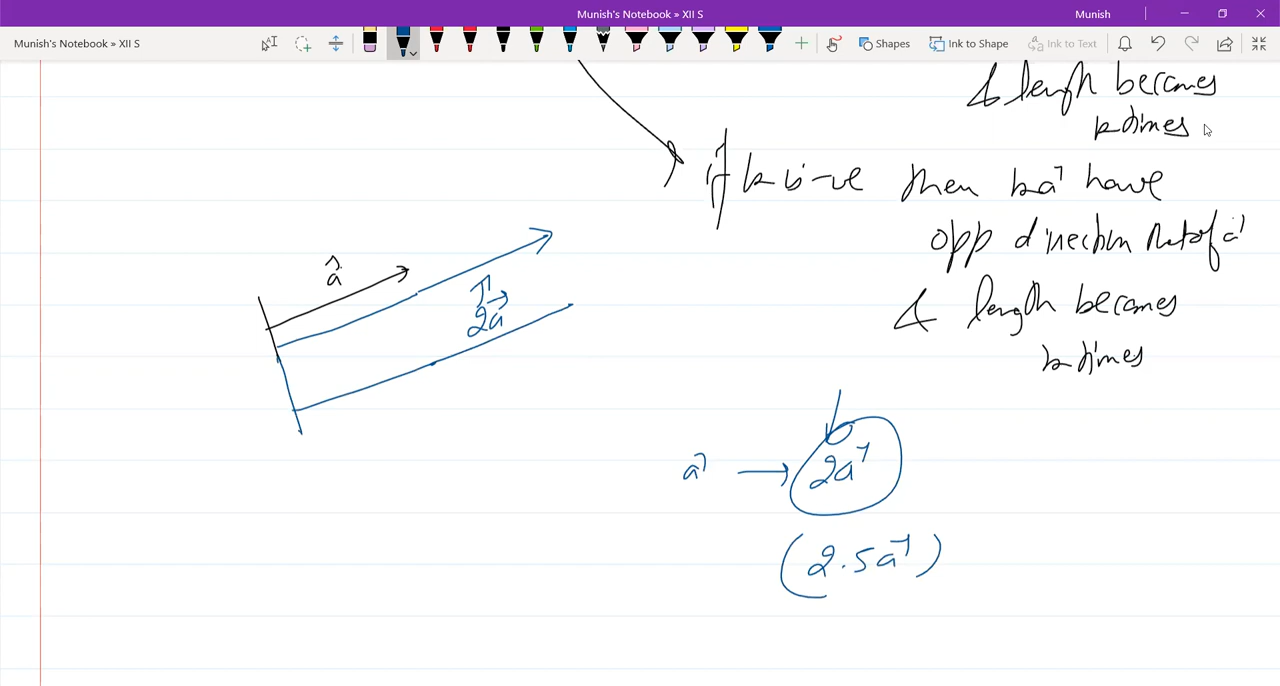 Munish's Notebook » XII S
Munish
Munish's Notebook » XII S
Shapes
Ink to Shape
Ink to Text
& length becomes
k times
if k is -ve then ka⃗ have
opp direction that of a⃗
& length becomes
k times
a⃗
2a⃗
a⃗ → 2a⃗
(2.5a⃗)